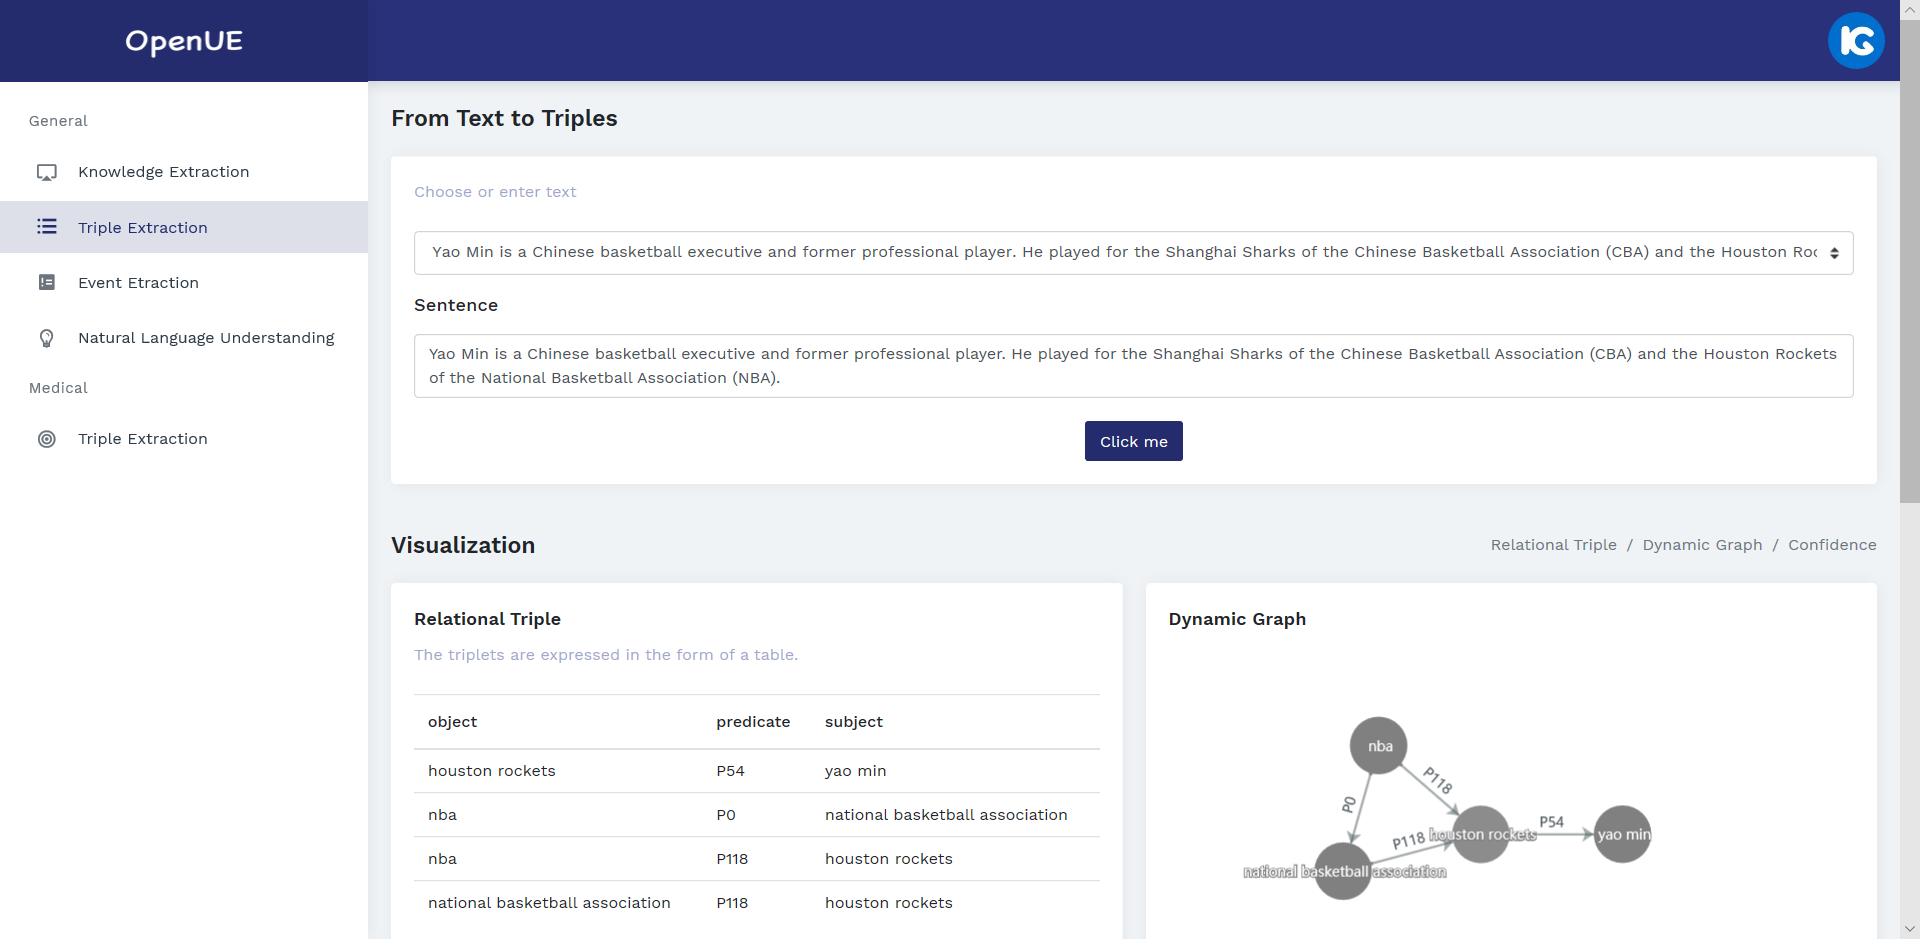 OpenUE
KG
General
Knowledge Extraction
Triple Extraction
Event Etraction
Natural Language Understanding
Medical
Triple Extraction
From Text to Triples
Choose or enter text
Yao Min is a Chinese basketball executive and former professional player. He played for the Shanghai Sharks of the Chinese Basketball Association (CBA) and the Houston Roc
Sentence
Yao Min is a Chinese basketball executive and former professional player. He played for the Shanghai Sharks of the Chinese Basketball Association (CBA) and the Houston Rockets
of the National Basketball Association (NBA).
Click me
Visualization
Relational Triple / Dynamic Graph / Confidence
Relational Triple
The triplets are expressed in the form of a table.
object predicate subject
houston rockets P54 yao min
nba P0 national basketball association
nba P118 houston rockets
national basketball association P118 houston rockets
Dynamic Graph
nba
P118
P0
P54
P118
houston rockets
yao min
national basketball association